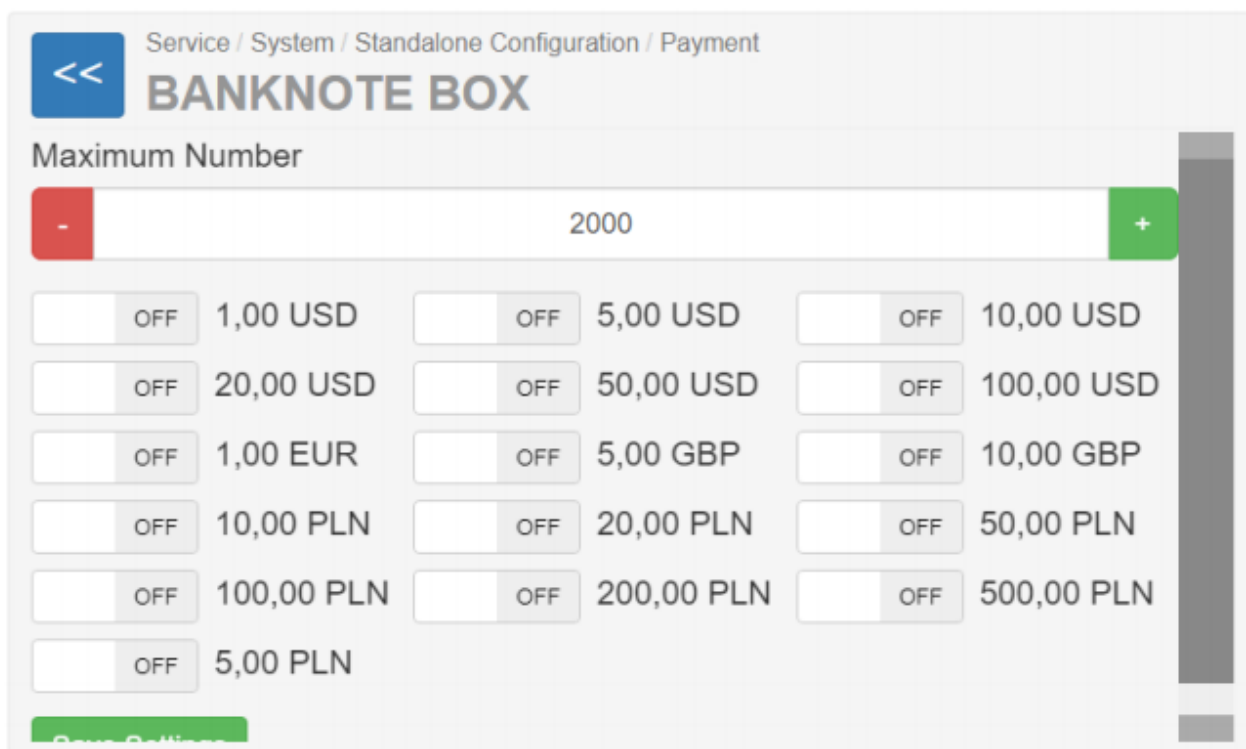 << Service / System / Standalone Configuration / Payment
BANKNOTE BOX
Maximum Number
- 2000 +
OFF 1,00 USD OFF 5,00 USD OFF 10,00 USD
OFF 20,00 USD OFF 50,00 USD OFF 100,00 USD
OFF 1,00 EUR OFF 5,00 GBP OFF 10,00 GBP
OFF 10,00 PLN OFF 20,00 PLN OFF 50,00 PLN
OFF 100,00 PLN OFF 200,00 PLN OFF 500,00 PLN
OFF 5,00 PLN
Save Settings